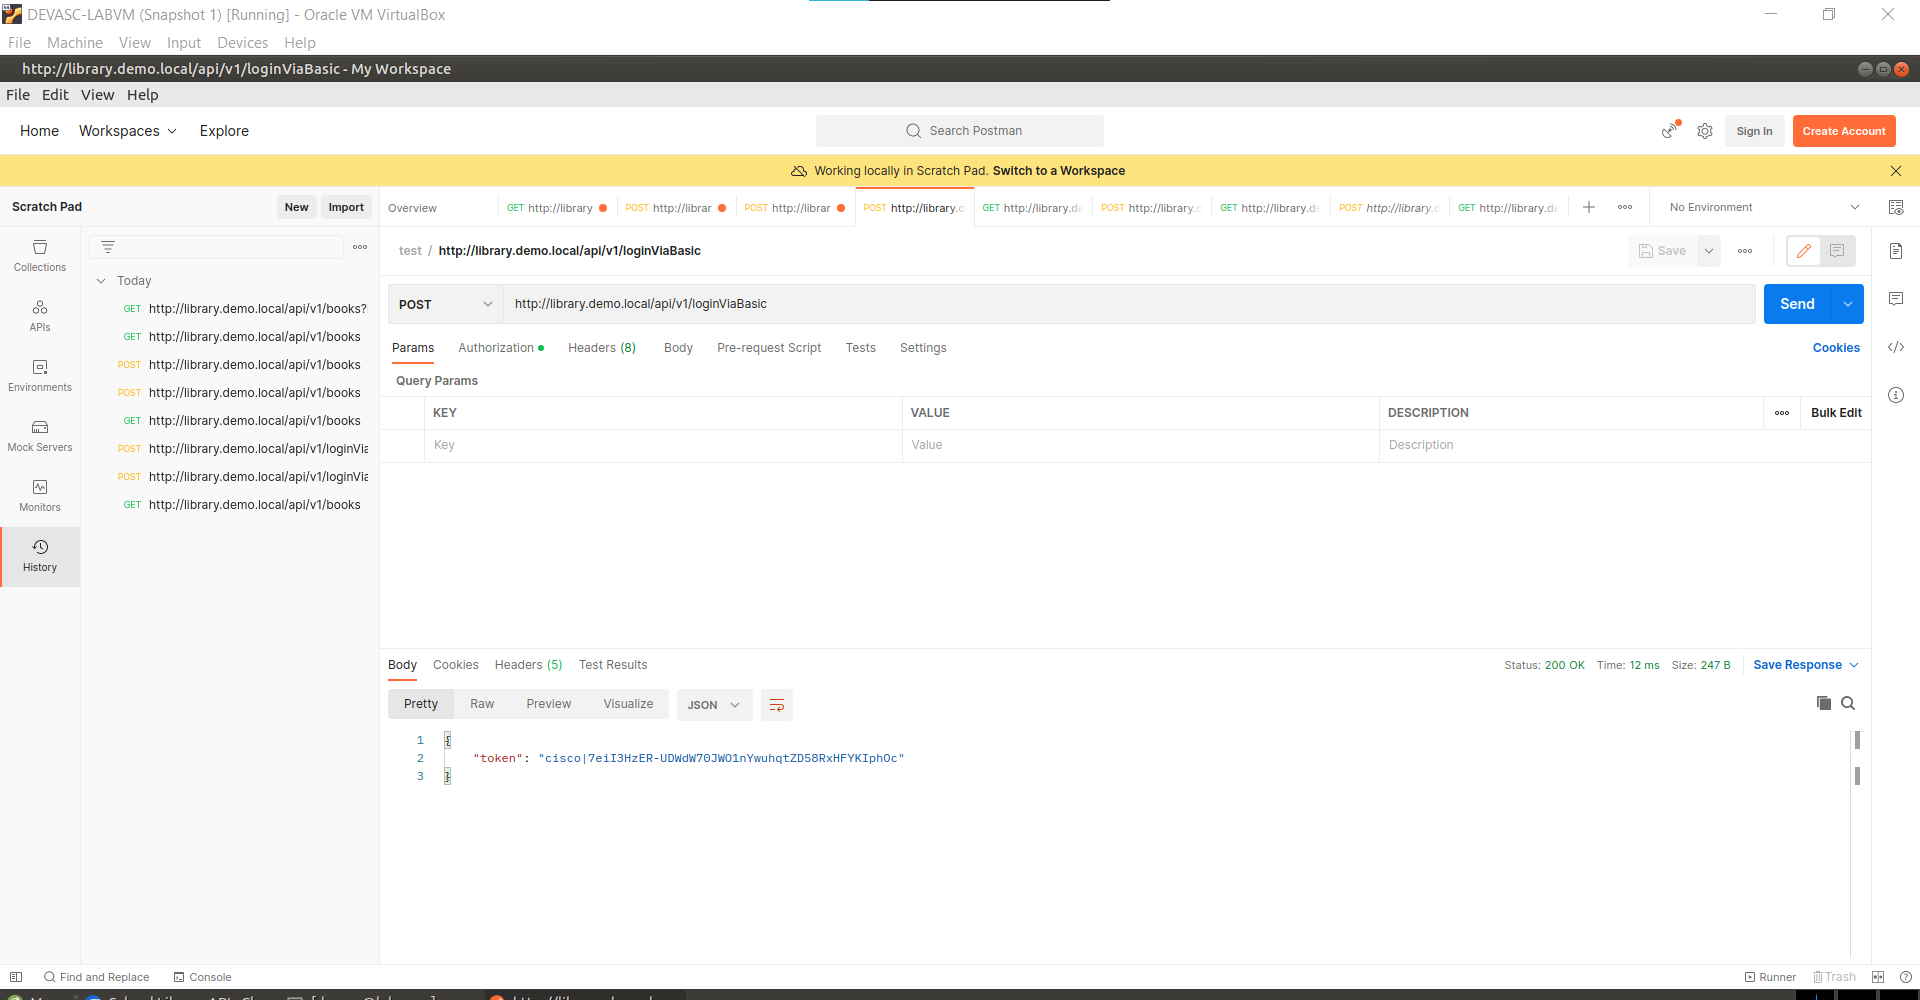 DEVASC-LABVM (Snapshot 1) [Running] - Oracle VM VirtualBox
File Machine View Input Devices Help
http://library.demo.local/api/v1/loginViaBasic - My Workspace
File Edit View Help
Home Workspaces Explore Search Postman Sign In Create Account
Working locally in Scratch Pad. Switch to a Workspace
Scratch Pad New Import
Overview GET http://library POST http://librar POST http://librar POST http://library.d GET http://library.de POST http://library. GET http://library.de POST http://library.d GET http://library.de No Environment
Collections
APIs
Environments
Mock Servers
Monitors
History
Today
GET http://library.demo.local/api/v1/books?
GET http://library.demo.local/api/v1/books
POST http://library.demo.local/api/v1/books
POST http://library.demo.local/api/v1/books
GET http://library.demo.local/api/v1/books
POST http://library.demo.local/api/v1/loginVia
POST http://library.demo.local/api/v1/loginVia
GET http://library.demo.local/api/v1/books
test / http://library.demo.local/api/v1/loginViaBasic Save
POST http://library.demo.local/api/v1/loginViaBasic Send
Params Authorization Headers (8) Body Pre-request Script Tests Settings Cookies
Query Params
KEY VALUE DESCRIPTION Bulk Edit
Key Value Description
Body Cookies Headers (5) Test Results Status: 200 OK Time: 12 ms Size: 247 B Save Response
Pretty Raw Preview Visualize JSON
1 {
2 "token": "cisco|7eiI3HzER-UDWdW70JWO1nYwuhqtZD58RxHFYKIphOc"
3 }
Find and Replace Console Runner Trash